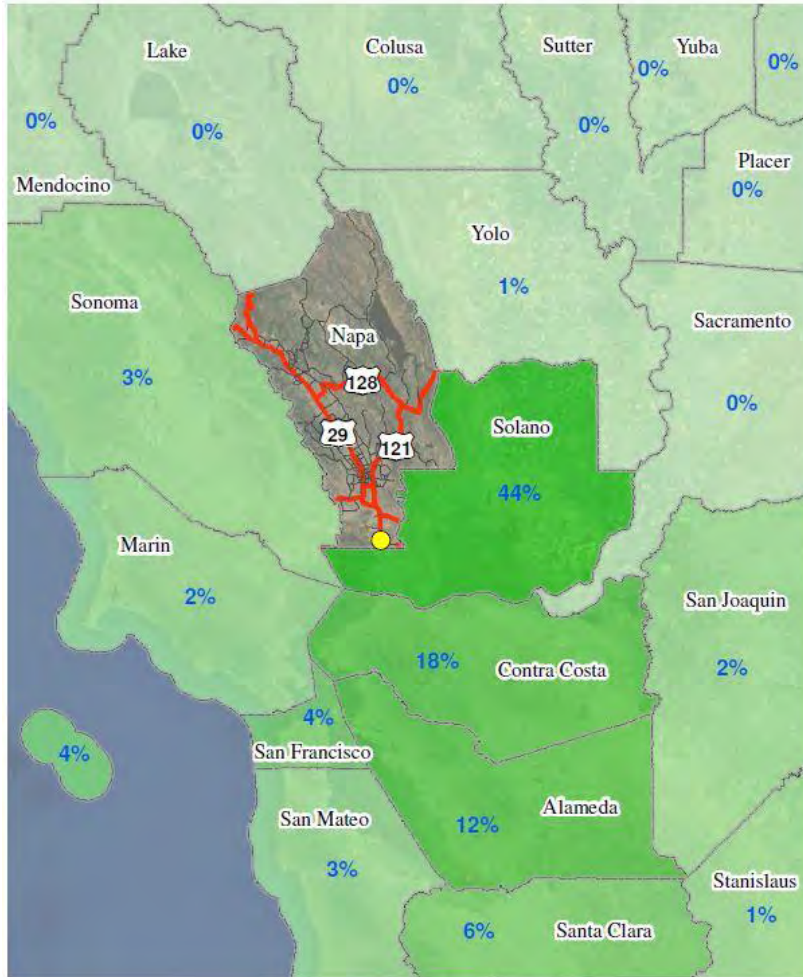 Lake
0%
Colusa
0%
Sutter
0%
Yuba
0%
0%
0%
Mendocino
Placer
0%
Yolo
1%
Sonoma
3%
Napa
Sacramento
0%
128
29
121
Solano
44%
Marin
2%
San Joaquin
2%
18%
Contra Costa
4%
San Francisco
4%
Alameda
12%
San Mateo
3%
Stanislaus
1%
6%
Santa Clara